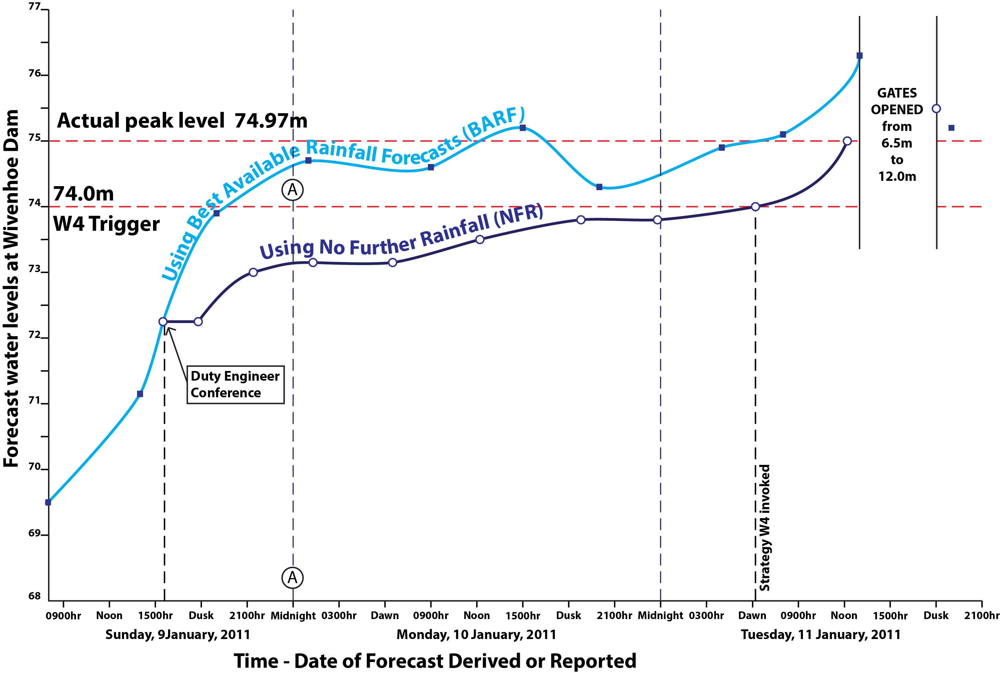 77
76
75
74
73
72
71
70
69
68
Forecast water levels at Wivenhoe Dam
Actual peak level 74.97m
74.0m
W4 Trigger
Using Best Available Rainfall Forecasts (BARF)
Using No Further Rainfall (NFR)
A
GATES
OPENED
from
6.5m
to
12.0m
Duty Engineer
Conference
A
Strategy W4 invoked
0900hr Noon 1500hr Dusk 2100hr Midnight 0300hr Dawn 0900hr Noon 1500hr Dusk 2100hr Midnight 0300hr Dawn 0900hr Noon 1500hr Dusk 2100hr
Sunday, 9January, 2011 Monday, 10 January, 2011 Tuesday, 11 January, 2011
Time - Date of Forecast Derived or Reported